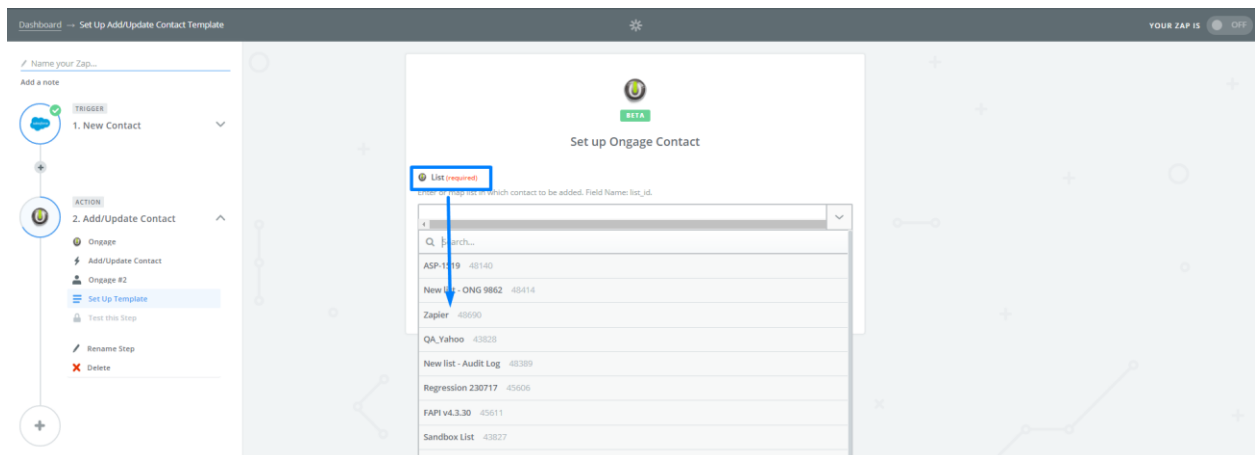 Dashboard → Set Up Add/Update Contact Template
YOUR ZAP IS OFF
Name your Zap...
Add a note
TRIGGER
1. New Contact
ACTION
2. Add/Update Contact
Ongage
Add/Update Contact
Ongage #2
Set Up Template
Test this Step
Rename Step
Delete
BETA
Set up Ongage Contact
List (required)
Enter or map list in which contact to be added. Field Name: list_id.
Search...
ASP-1519 48140
New list - ONG 9862 48414
Zapier 48690
QA_Yahoo 43828
New list - Audit Log 48389
Regression 230717 45606
FAPI v4.3.30 45611
Sandbox List 43827